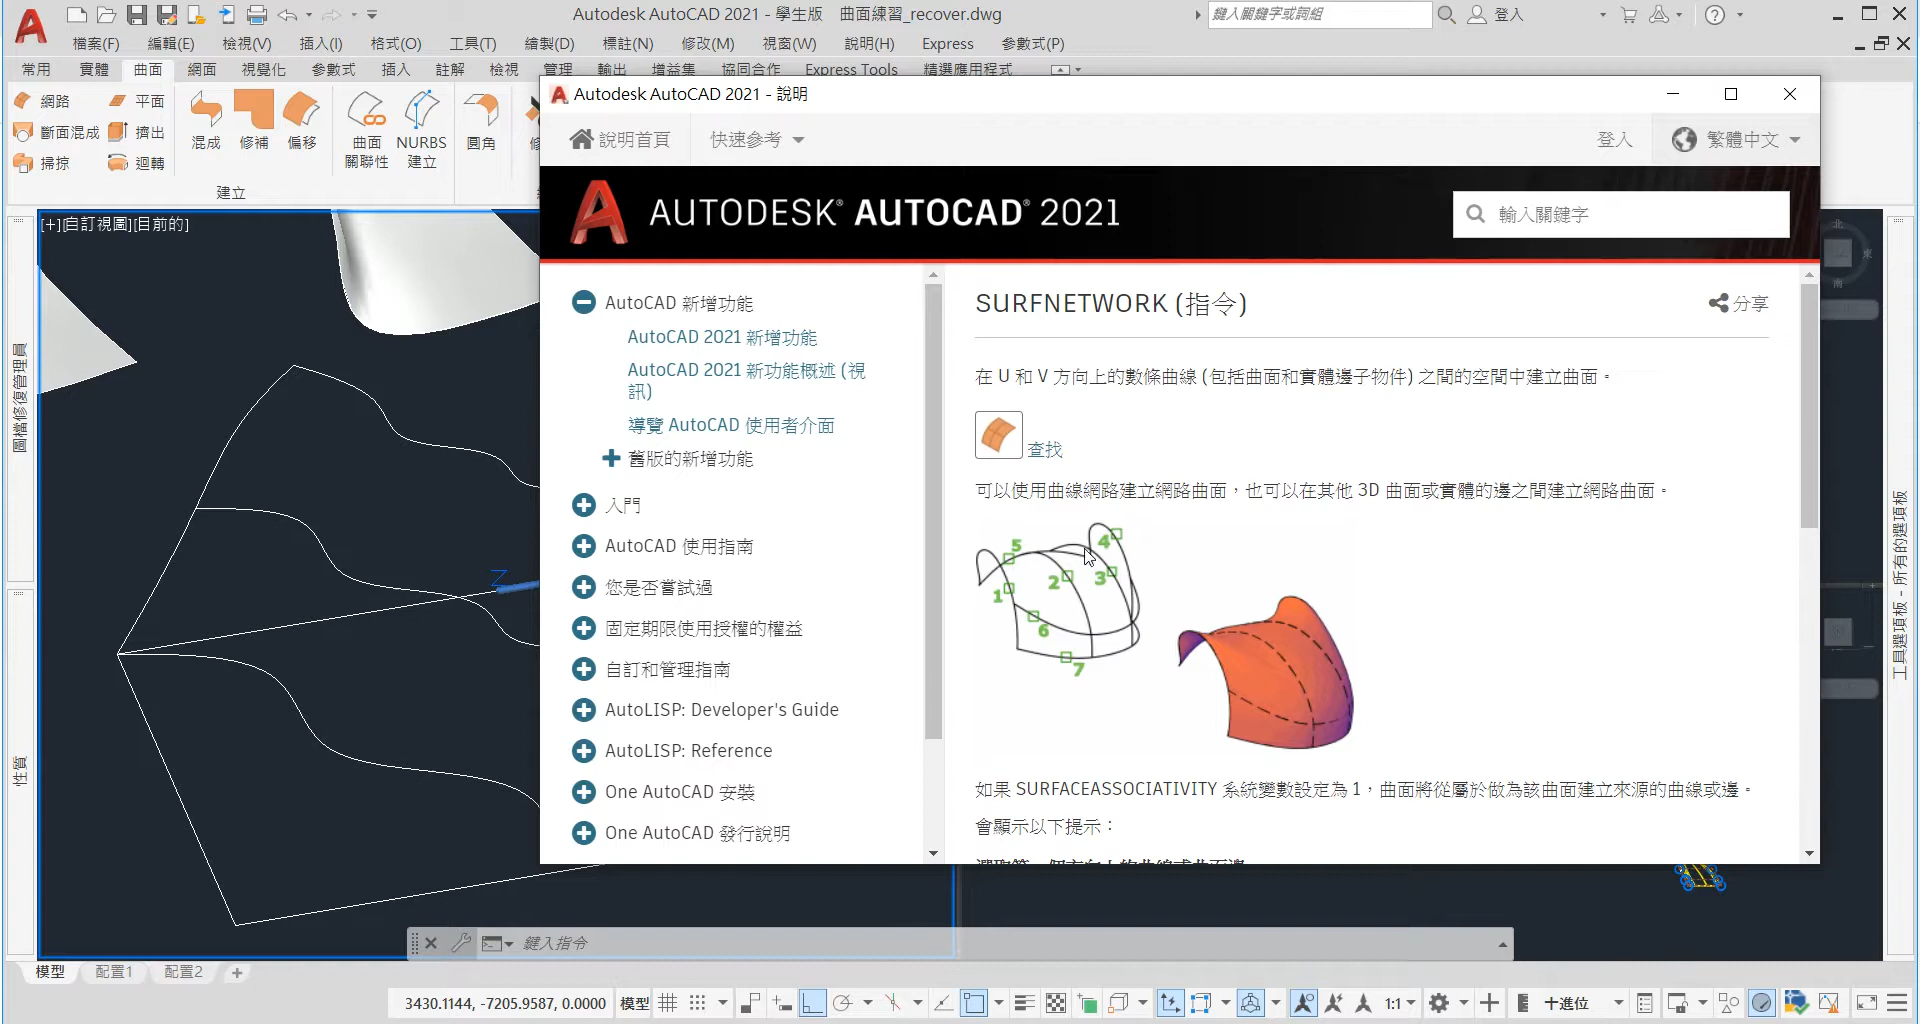 Autodesk AutoCAD 2021 - 學生版 曲面練習_recover.dwg
鍵入關鍵字或詞組
登入
檔案(F) 編輯(E) 檢視(V) 插入(I) 格式(O) 工具(T) 繪製(D) 標註(N) 修改(M) 視窗(W) 說明(H) Express 參數式(P)
常用 實體 曲面 網面 視覺化 參數式 插入 註解 檢視 管理 輸出 增益集 協同合作 Express Tools 精選應用程式
網路 平面
斷面混成 擠出
掃掠 迴轉
混成 修補 偏移
曲面
關聯性
NURBS
建立
圓角
建立
[+][自訂視圖][目前的]
圖檔修復管理員
性質
Z
Autodesk AutoCAD 2021 - 說明
說明首頁 快速參考 登入 繁體中文
AUTODESK® AUTOCAD® 2021
輸入關鍵字
AutoCAD 新增功能
AutoCAD 2021 新增功能
AutoCAD 2021 新功能概述 (視
訊)
導覽 AutoCAD 使用者介面
舊版的新增功能
入門
AutoCAD 使用指南
您是否嘗試過
固定期限使用授權的權益
自訂和管理指南
AutoLISP: Developer's Guide
AutoLISP: Reference
One AutoCAD 安裝
One AutoCAD 發行說明
SURFNETWORK (指令)
分享
在 U 和 V 方向上的數條曲線 (包括曲面和實體邊子物件) 之間的空間中建立曲面。
查找
可以使用曲線網路建立網路曲面，也可以在其他 3D 曲面或實體的邊之間建立網路曲面。
5
4
2
3
1
6
7
如果 SURFACEASSOCIATIVITY 系統變數設定為 1，曲面將從屬於做為該曲面建立來源的曲線或邊。
會顯示以下提示：
北
東
南
工具選項板 - 所有的選項板
鍵入指令
模型 配置1 配置2
3430.1144, -7205.9587, 0.0000 模型 1:1 十進位